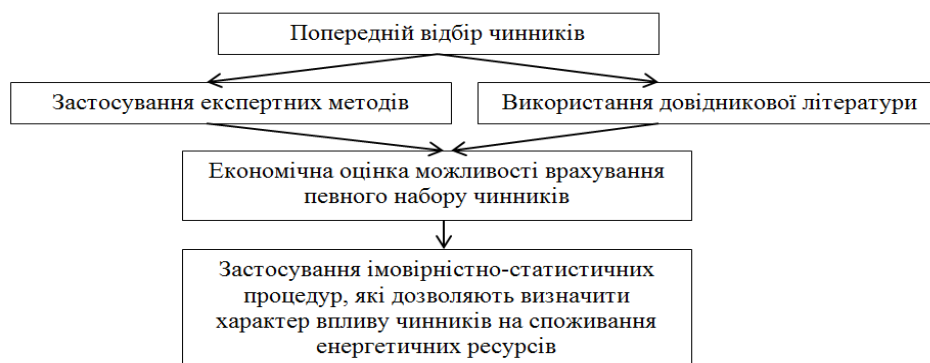 Попередній відбір чинників
Застосування експертних методів
Використання довідникової літератури
Економічна оцінка можливості врахування
певного набору чинників
Застосування імовірністно-статистичних
процедур, які дозволяють визначити
характер впливу чинників на споживання
енергетичних ресурсів